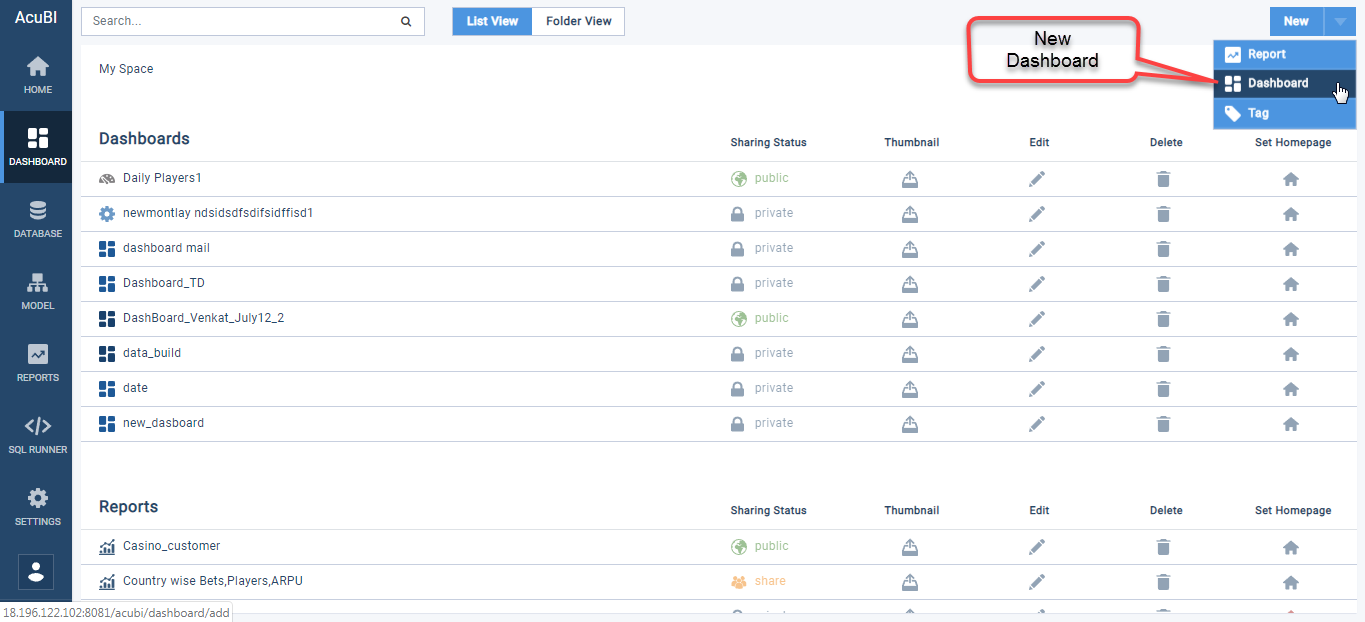 AcuBI
Search...
List View
Folder View
New
New
Dashboard
Report
Dashboard
Tag
HOME
DASHBOARD
DATABASE
MODEL
REPORTS
SQL RUNNER
SETTINGS
My Space
Dashboards Sharing Status Thumbnail Edit Delete Set Homepage
Daily Players1 public
newmontlay ndsidsdfsdifsidffisd1 private
dashboard mail private
Dashboard_TD private
DashBoard_Venkat_July12_2 public
data_build private
date private
new_dasboard private
Reports Sharing Status Thumbnail Edit Delete Set Homepage
Casino_customer public
Country wise Bets,Players,ARPU share
18.196.122.102:8081/acubi/dashboard/add